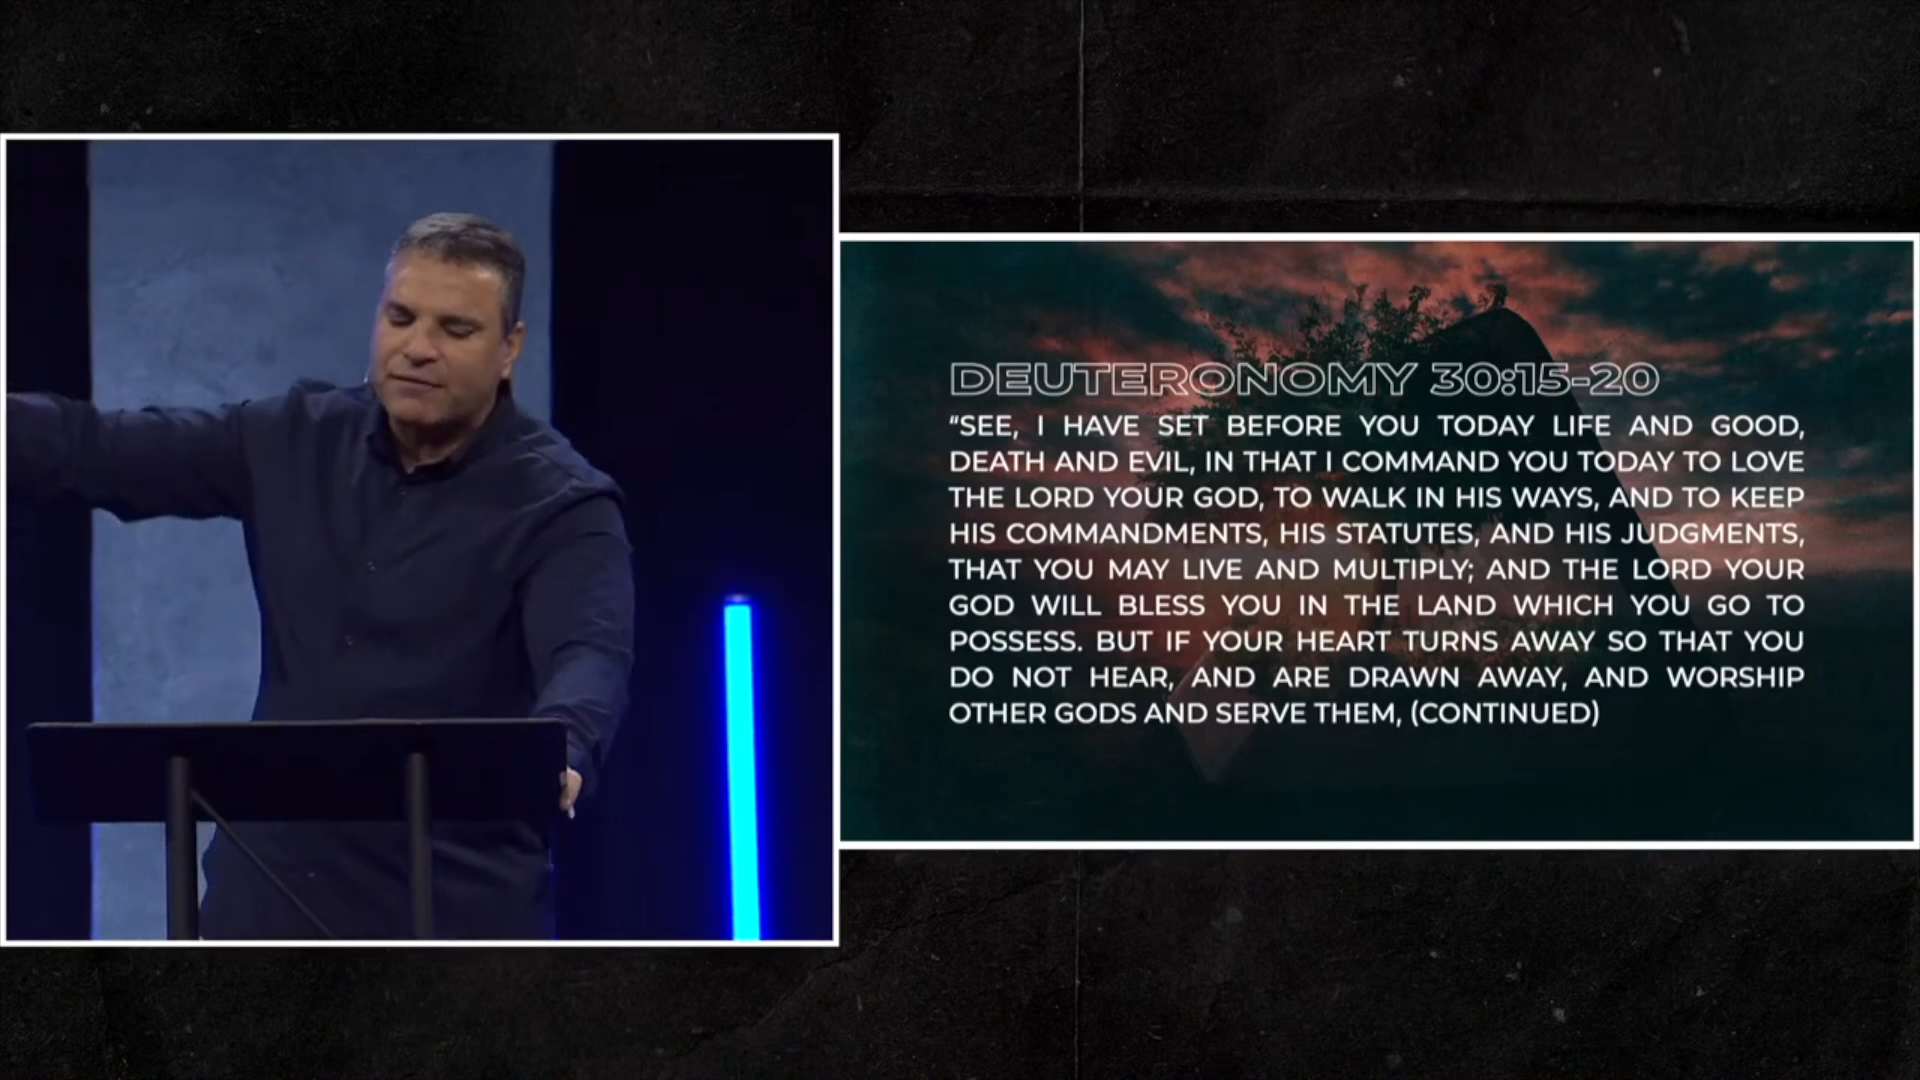 DEUTERONOMY 30:15-20
“SEE, I HAVE SET BEFORE YOU TODAY LIFE AND GOOD,
DEATH AND EVIL, IN THAT I COMMAND YOU TODAY TO LOVE
THE LORD YOUR GOD, TO WALK IN HIS WAYS, AND TO KEEP
HIS COMMANDMENTS, HIS STATUTES, AND HIS JUDGMENTS,
THAT YOU MAY LIVE AND MULTIPLY; AND THE LORD YOUR
GOD WILL BLESS YOU IN THE LAND WHICH YOU GO TO
POSSESS. BUT IF YOUR HEART TURNS AWAY SO THAT YOU
DO NOT HEAR, AND ARE DRAWN AWAY, AND WORSHIP
OTHER GODS AND SERVE THEM, (CONTINUED)